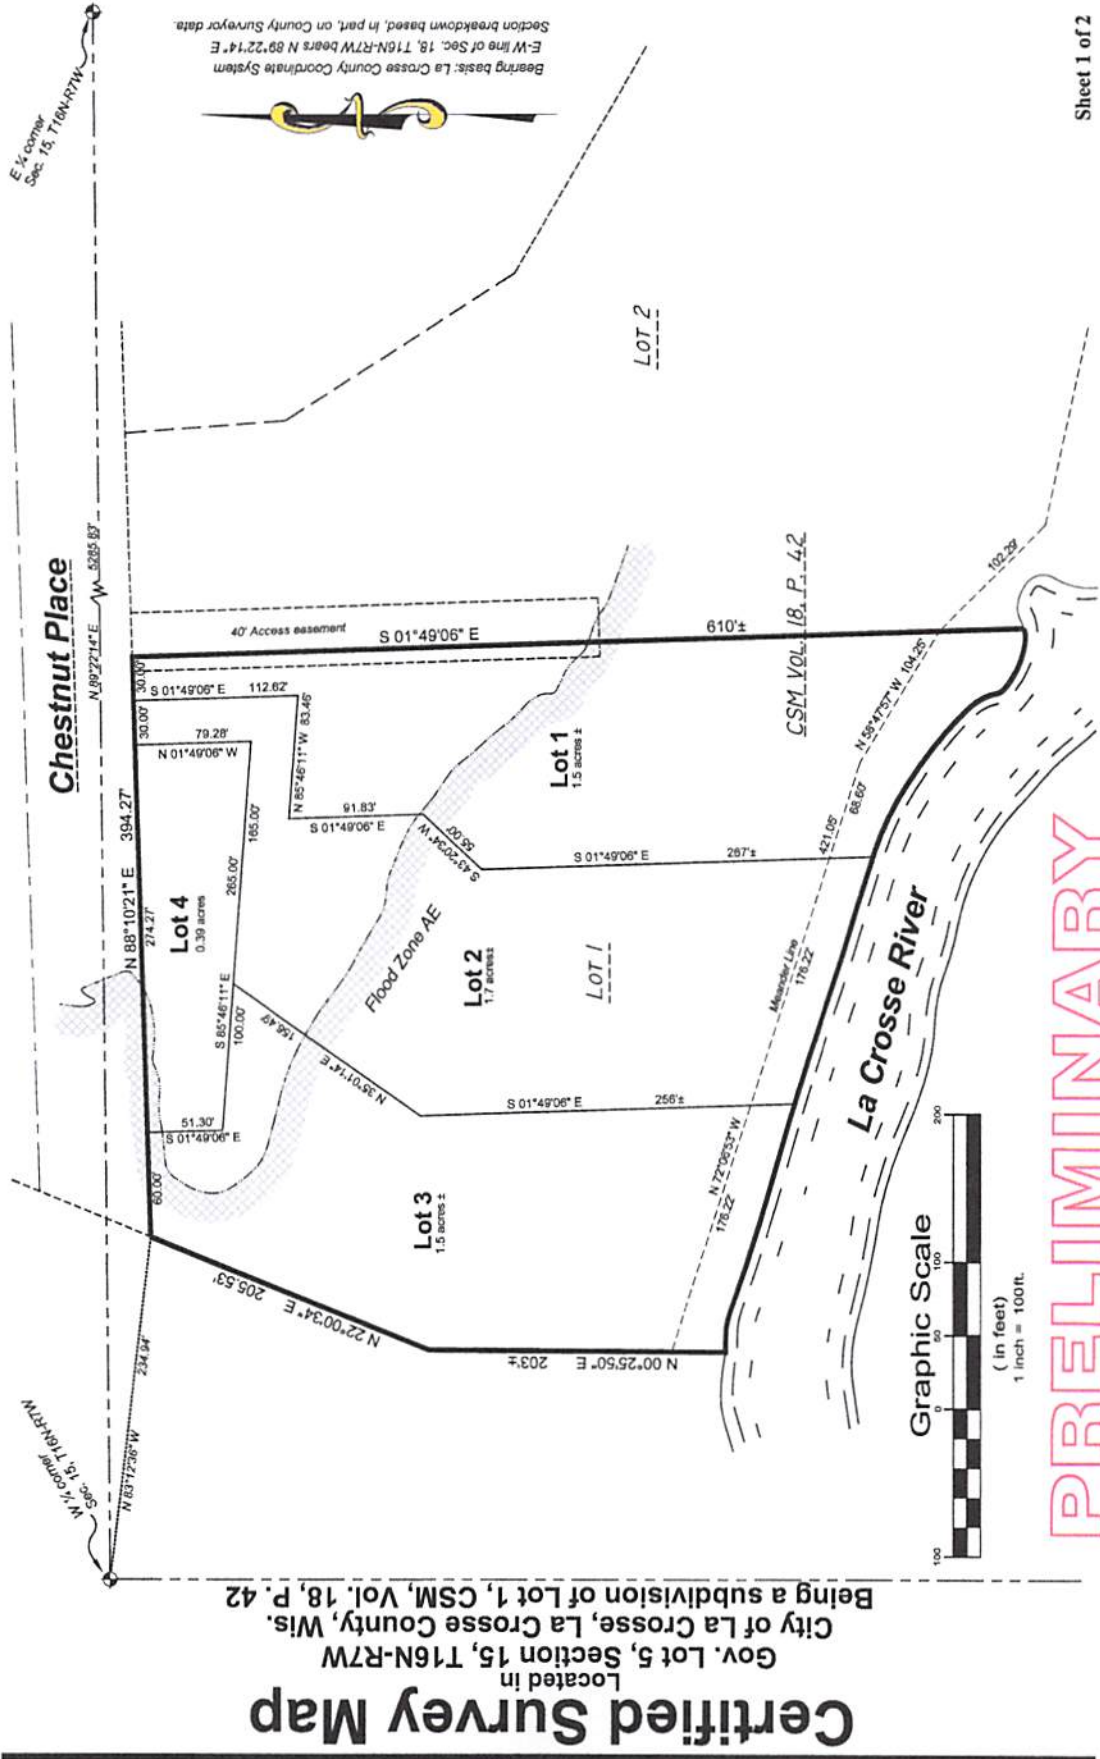 Certified Survey Map
Located in
Gov. Lot 5, Section 15, T16N-R7W
City of La Crosse, La Crosse County, Wis.
Being a subdivision of Lot 1, CSM, Vol. 18, P. 42
W ¼ corner
Sec. 15, T16N-R7W
E ¼ corner
Sec. 15, T16N-R7W
N 89°22'14" E 5285.83'
Chestnut Place
Bearing basis: La Crosse County Coordinate System
E-W line of Sec. 18, T16N-R7W bears N 89°22'14" E
Section breakdown based, in part, on County Surveyor data.
N 83°12'36" W
234.94'
N 88°10'21" E 394.27'
60.00'
274.27'
30.00'
30.00'
S 01°49'06" E
51.30'
S 85°46'11" E
100.00'
265.00'
165.00'
N 01°49'06" W
79.28'
S 01°49'06" E 112.62'
N 85°46'11" W 83.46'
91.83'
S 01°49'06" E
S 43°20'34" W
55.00'
S 01°49'06" E 267'±
40' Access easement
S 01°49'06" E 610'±
Lot 4
0.39 acres
Lot 1
1.5 acres ±
Lot 2
1.7 acres±
Lot 3
1.5 acres ±
LOT 1
LOT 2
CSM VOL. 18, P. 42
Flood Zone AE
N 35°01'14" E
156.49'
S 01°49'06" E 256'±
N 22°00'34" E 205.53'
N 00°25'50" E 203'±
N 72°06'53" W
176.22'
Meander Line
176.22'
421.05'
68.60'
N 58°47'57" W 104.25'
102.29'
La Crosse River
Graphic Scale
100 0 50 100 200
( in feet)
1 inch = 100ft.
PRELIMINARY
Sheet 1 of 2